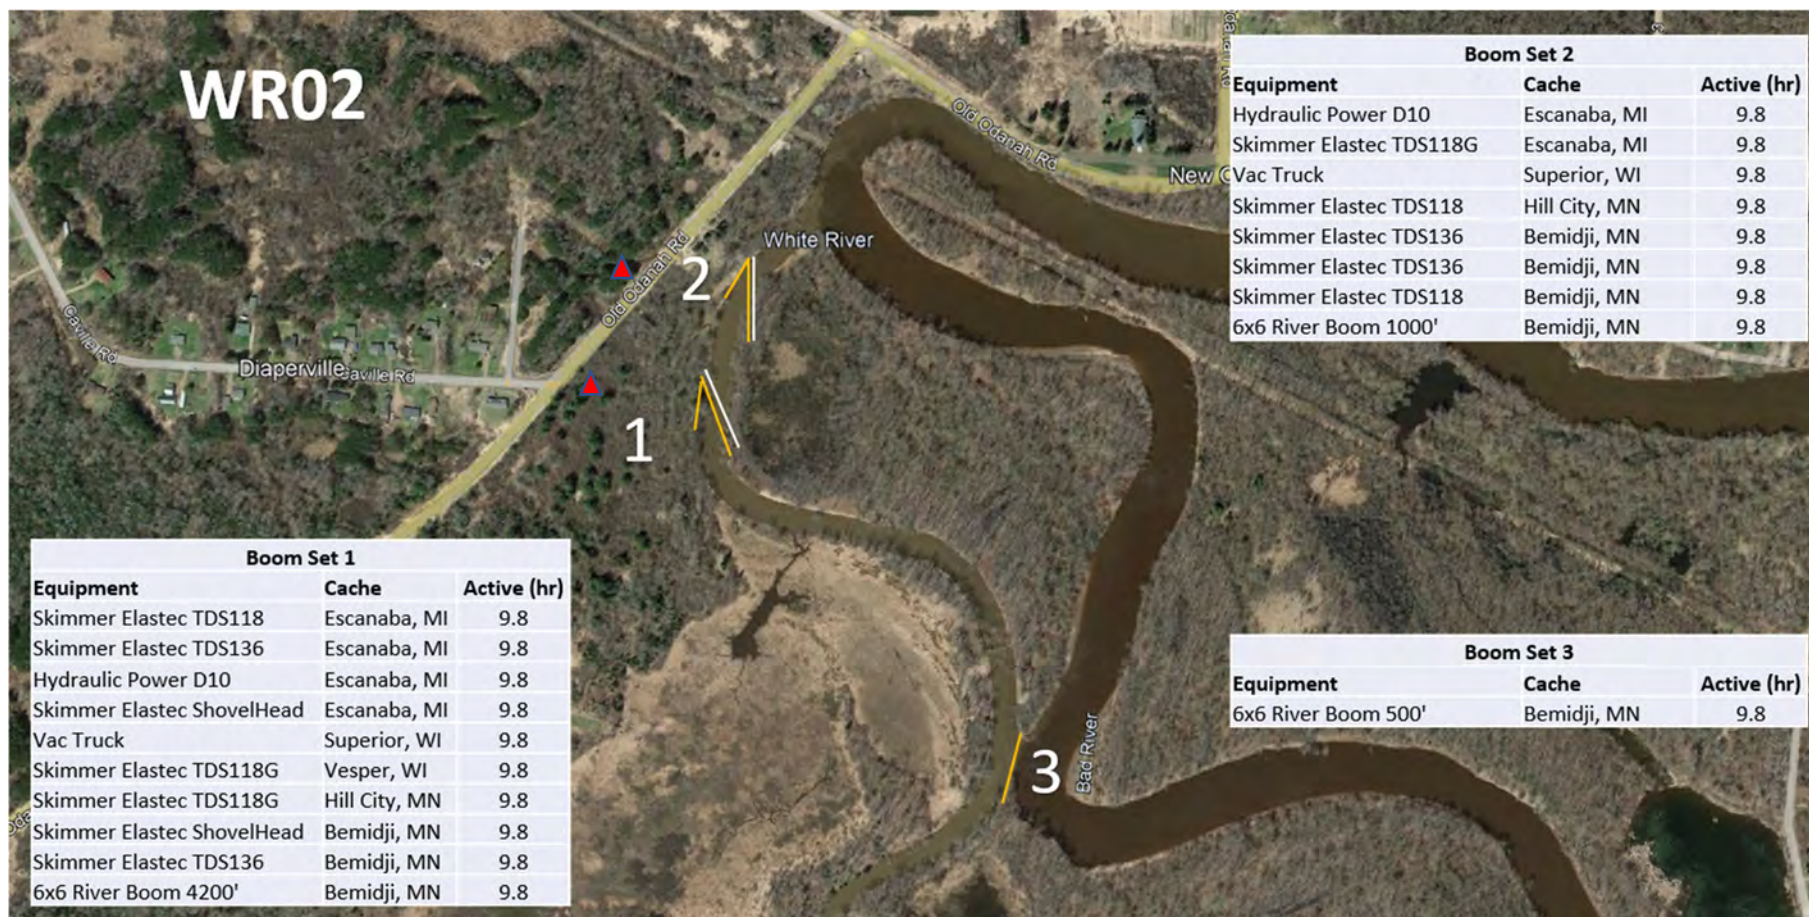 WR02
Old Odanah Rd
New
White River
2
Old Odanah Rd
Caville Rd
Diaperville
Caville Rd
1
3
Bad River
Boom Set 2
Equipment Cache Active (hr)
Hydraulic Power D10 Escanaba, MI 9.8
Skimmer Elastec TDS118G Escanaba, MI 9.8
Vac Truck Superior, WI 9.8
Skimmer Elastec TDS118 Hill City, MN 9.8
Skimmer Elastec TDS136 Bemidji, MN 9.8
Skimmer Elastec TDS136 Bemidji, MN 9.8
Skimmer Elastec TDS118 Bemidji, MN 9.8
6x6 River Boom 1000' Bemidji, MN 9.8
Boom Set 1
Equipment Cache Active (hr)
Skimmer Elastec TDS118 Escanaba, MI 9.8
Skimmer Elastec TDS136 Escanaba, MI 9.8
Hydraulic Power D10 Escanaba, MI 9.8
Skimmer Elastec ShovelHead Escanaba, MI 9.8
Vac Truck Superior, WI 9.8
Skimmer Elastec TDS118G Vesper, WI 9.8
Skimmer Elastec TDS118G Hill City, MN 9.8
Skimmer Elastec ShovelHead Bemidji, MN 9.8
Skimmer Elastec TDS136 Bemidji, MN 9.8
6x6 River Boom 4200' Bemidji, MN 9.8
Boom Set 3
Equipment Cache Active (hr)
6x6 River Boom 500' Bemidji, MN 9.8